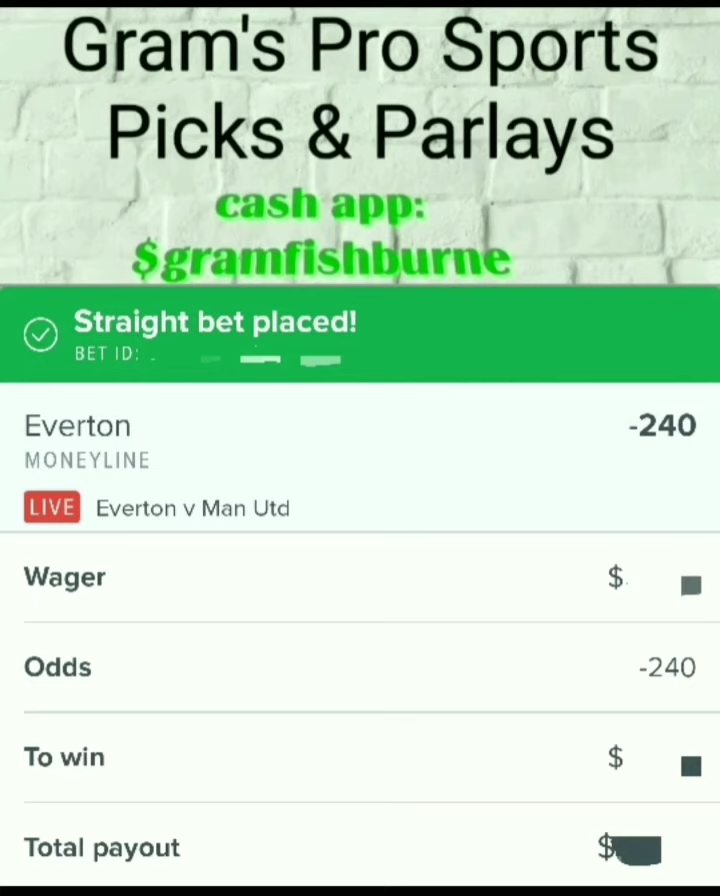 Gram's Pro Sports
Picks & Parlays
cash app:
$gramfishburne
Straight bet placed!
BET ID:
Everton -240
MONEYLINE
LIVE Everton v Man Utd
Wager $
Odds -240
To win $
Total payout $